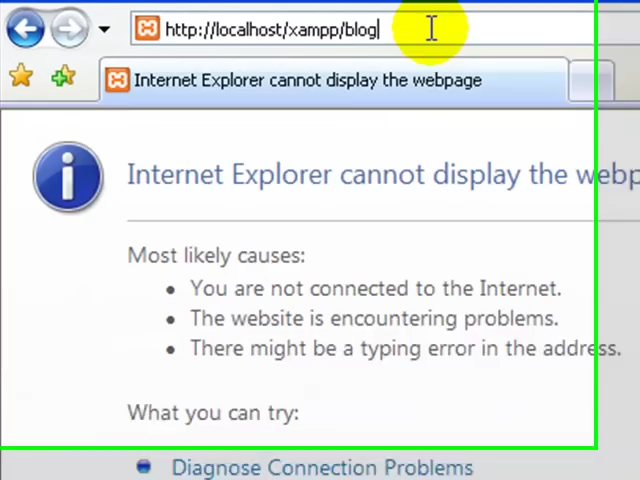 http://localhost/xampp/blog
Internet Explorer cannot display the webpage
Internet Explorer cannot display the webp
Most likely causes:
You are not connected to the Internet.
The website is encountering problems.
There might be a typing error in the address.
What you can try:
Diagnose Connection Problems